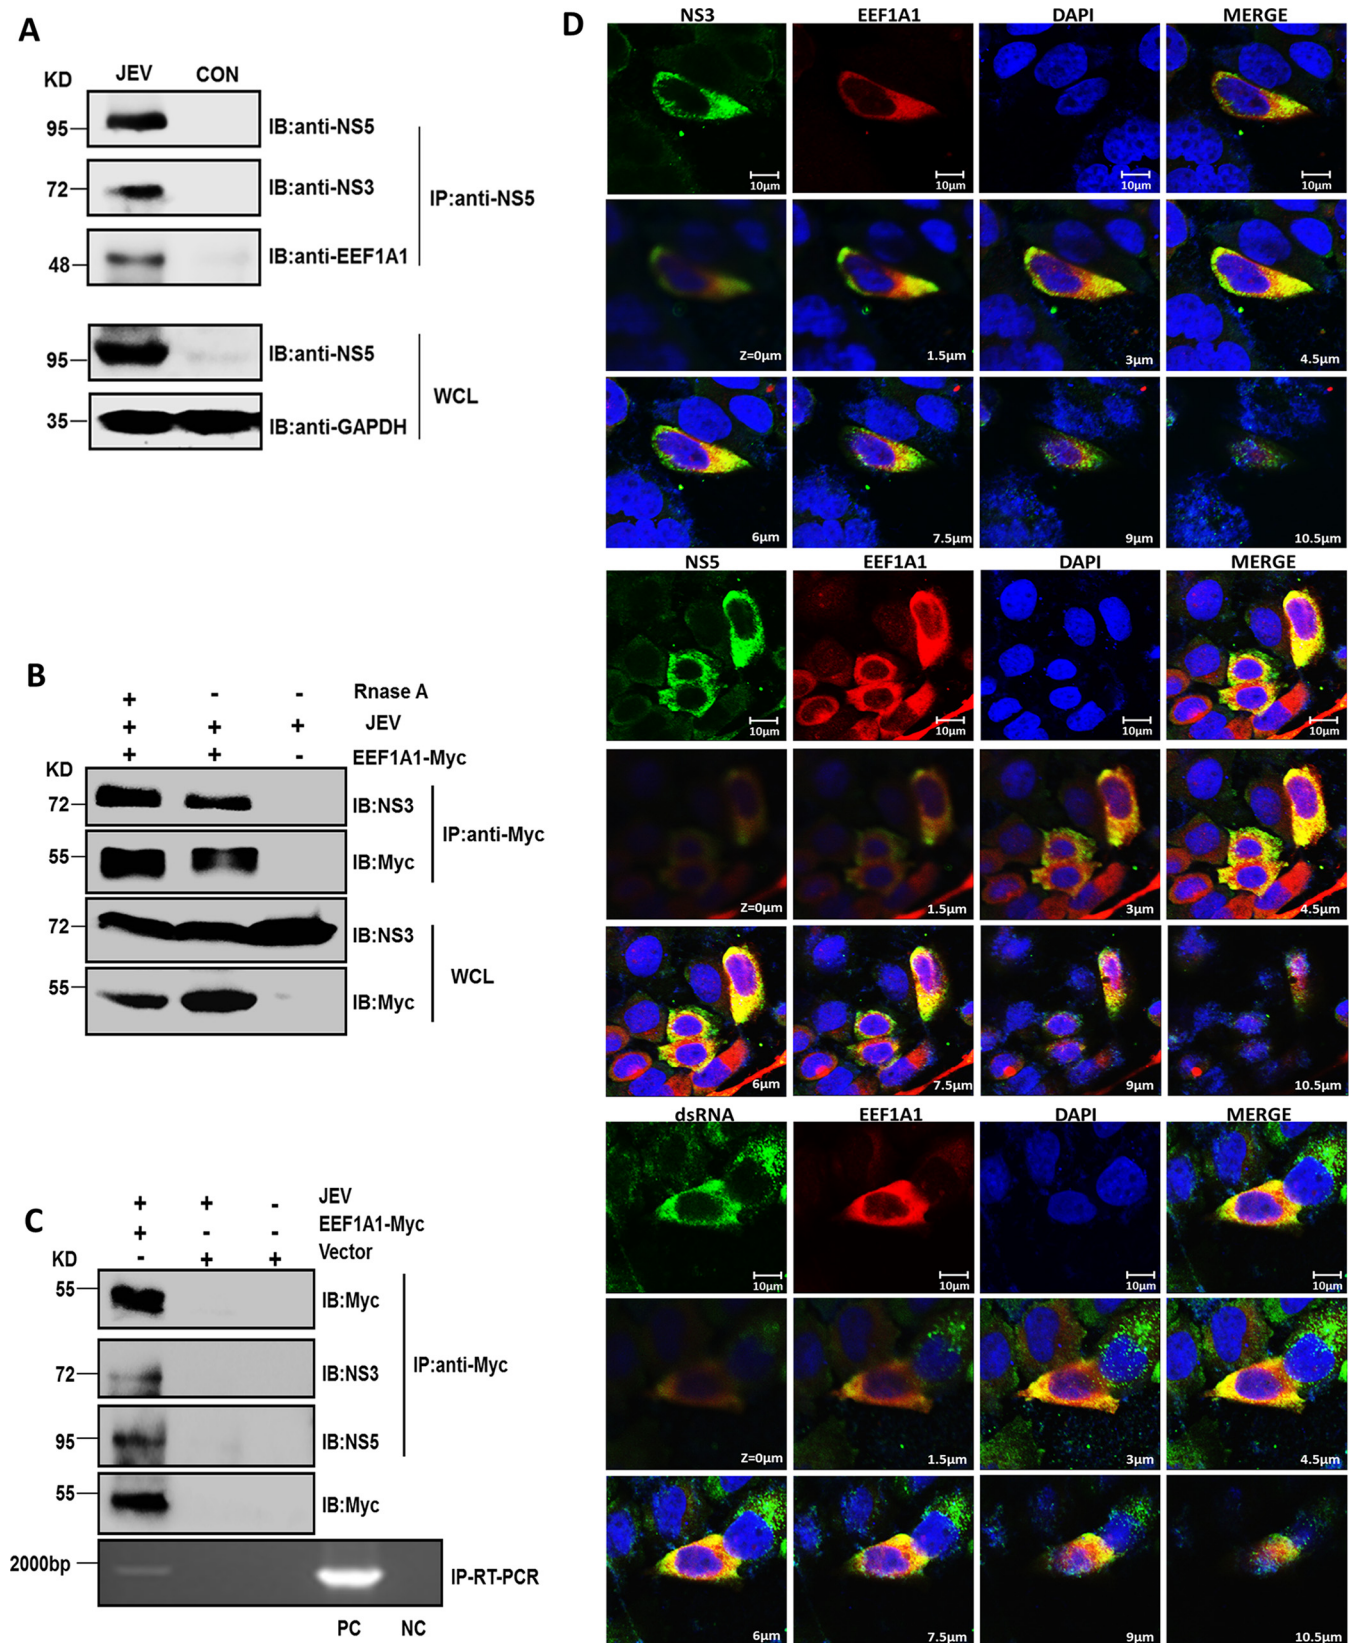 A
KD JEV CON
95 IB:anti-NS5
72 IB:anti-NS3
IP:anti-NS5
48 IB:anti-EEF1A1
95 IB:anti-NS5
WCL
35 IB:anti-GAPDH
B
+ - - Rnase A
+ + + JEV
+ + - EEF1A1-Myc
KD
72 IB:NS3
IP:anti-Myc
55 IB:Myc
72 IB:NS3
WCL
55 IB:Myc
C
+ + - JEV
+ - - EEF1A1-Myc
KD - + + Vector
55 IB:Myc
72 IB:NS3
IP:anti-Myc
95 IB:NS5
55 IB:Myc
2000bp IP-RT-PCR
PC NC
D
NS3 EEF1A1 DAPI MERGE
10μm 10μm 10μm 10μm
Z=0μm 1.5μm 3μm 4.5μm
6μm 7.5μm 9μm 10.5μm
NS5 EEF1A1 DAPI MERGE
10μm 10μm 10μm 10μm
Z=0μm 1.5μm 3μm 4.5μm
6μm 7.5μm 9μm 10.5μm
dsRNA EEF1A1 DAPI MERGE
10μm 10μm 10μm 10μm
Z=0μm 1.5μm 3μm 4.5μm
6μm 7.5μm 9μm 10.5μm